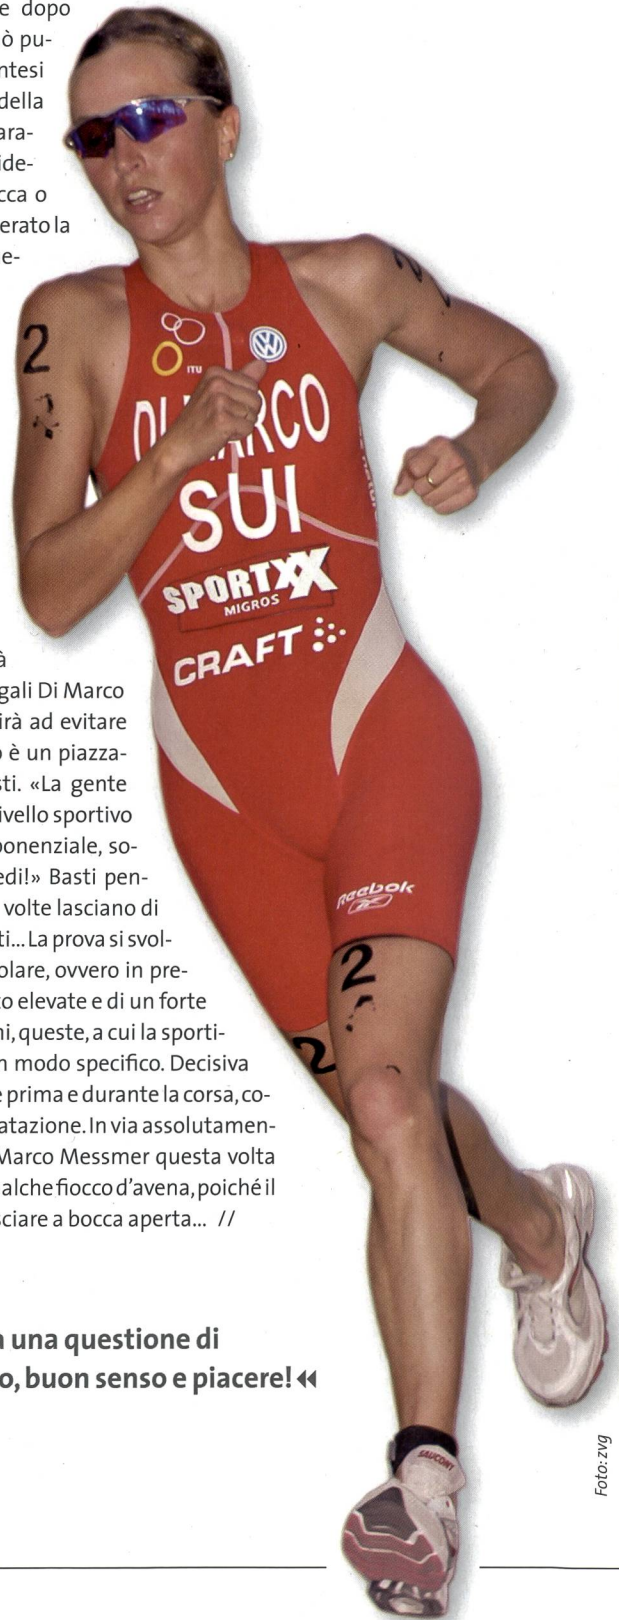 e dopo
ò pu-
ntesi
della
ara-
ide-
cca o
erato la
e-
2
2
ITU
DI MARCO
SUI
SPORTXX
MIGROS
CRAFT
à
gali Di Marco
irà ad evitare
o è un piazza-
sti. «La gente
ivello sportivo
ponenziale, so-
edi!» Basti pen-
volte lasciano di
ti... La prova si svol-
olare, ovvero in pre-
o elevate e di un forte
ni, queste, a cui la sporti-
n modo specifico. Decisiva
e prima e durante la corsa, co-
atazione. In via assolutamen-
Marco Messmer questa volta
alche fiocco d'avena, poiché il
sciare a bocca aperta... //
Reebok
2
2
a una questione di
o, buon senso e piacere!
SAUCONY
Foto: zvg